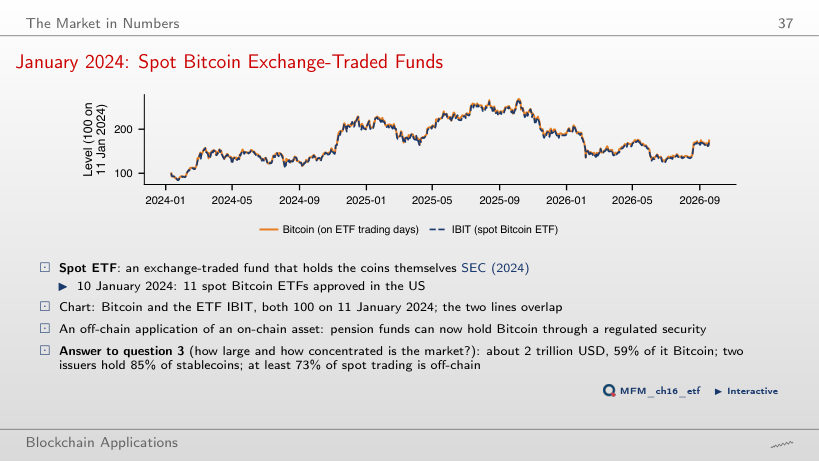 The Market in Numbers
37
January 2024: Spot Bitcoin Exchange-Traded Funds
Level (100 on
11 Jan 2024)
200
100
2024-01 2024-05 2024-09 2025-01 2025-05 2025-09 2026-01 2026-05 2026-09
Bitcoin (on ETF trading days) IBIT (spot Bitcoin ETF)
Spot ETF: an exchange-traded fund that holds the coins themselves SEC (2024)
10 January 2024: 11 spot Bitcoin ETFs approved in the US
Chart: Bitcoin and the ETF IBIT, both 100 on 11 January 2024; the two lines overlap
An off-chain application of an on-chain asset: pension funds can now hold Bitcoin through a regulated security
Answer to question 3 (how large and how concentrated is the market?): about 2 trillion USD, 59% of it Bitcoin; two
issuers hold 85% of stablecoins; at least 73% of spot trading is off-chain
MFM_ch16_etf Interactive
Blockchain Applications